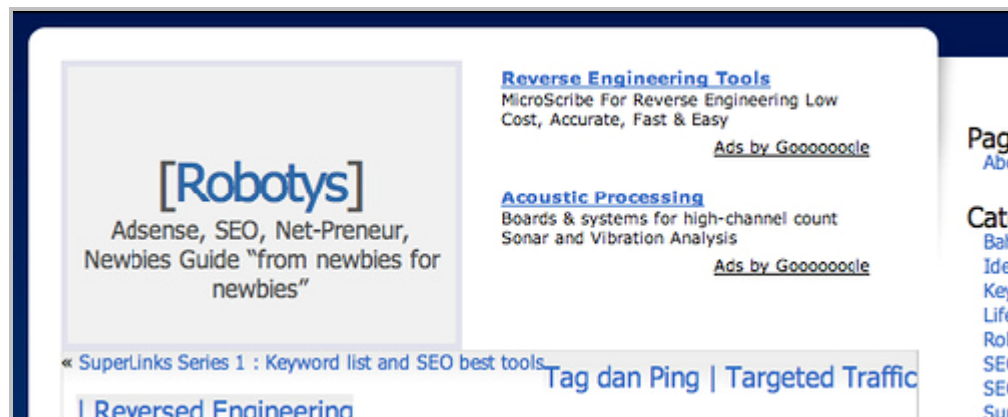 [Robotys]
Adsense, SEO, Net-Preneur,
Newbies Guide “from newbies for
newbies”
Reverse Engineering Tools
MicroScribe For Reverse Engineering Low
Cost, Accurate, Fast & Easy
Ads by Goooooogle
Acoustic Processing
Boards & systems for high-channel count
Sonar and Vibration Analysis
Ads by Goooooogle
« SuperLinks Series 1 : Keyword list and SEO best tools
Tag dan Ping | Targeted Traffic
| Reversed Engineering
Pag
Cat
SEO